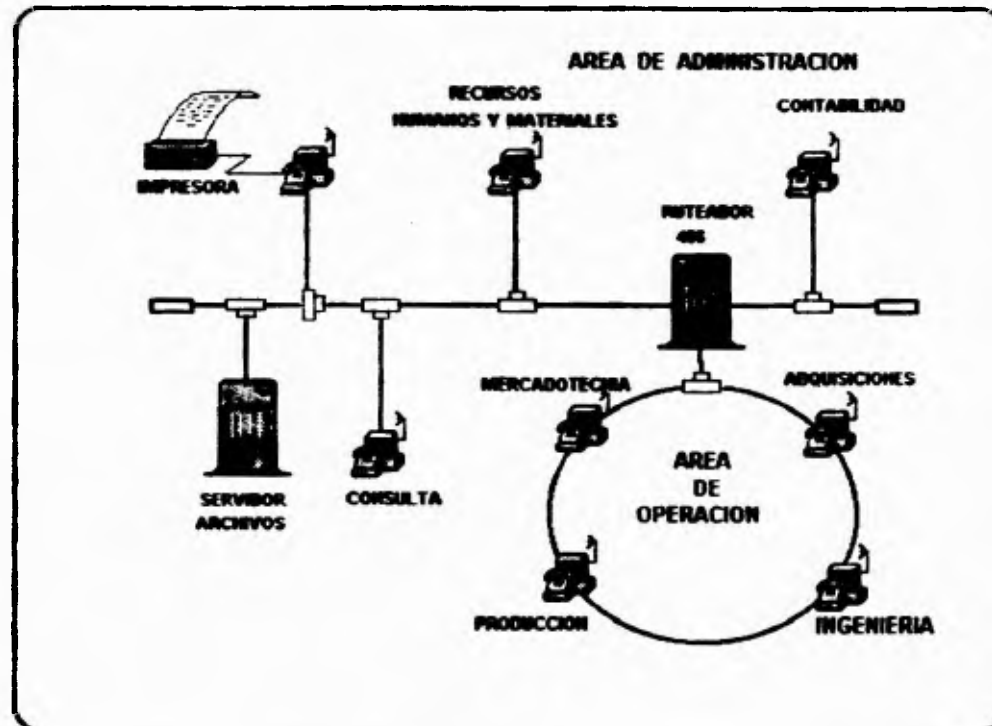 AREA DE ADMINISTRACION
RECURSOS
HUMANOS Y MATERIALES
CONTABILIDAD
IMPRESORA
RUTEADOR
486
MERCADOTECNIA
ADQUISICIONES
AREA
DE
OPERACION
SERVIDOR
ARCHIVOS
CONSULTA
PRODUCCION
INGENIERIA